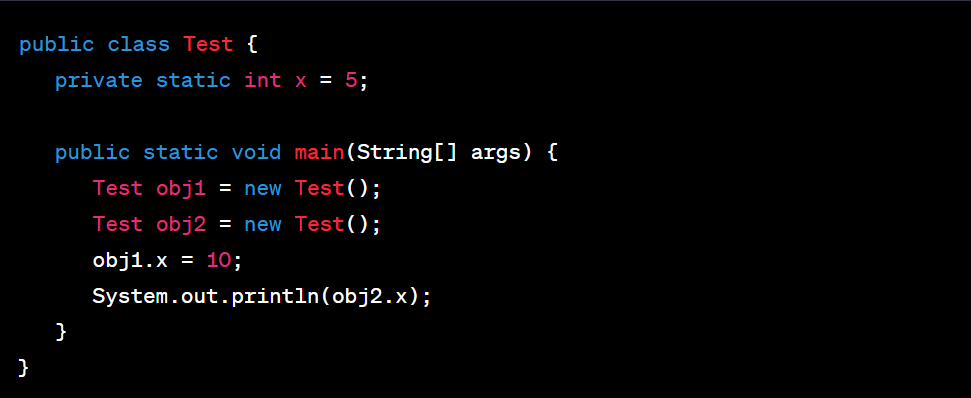 public class Test {
private static int x = 5;
public static void main(String[] args) {
Test obj1 = new Test();
Test obj2 = new Test();
obj1.x = 10;
System.out.println(obj2.x);
}
}